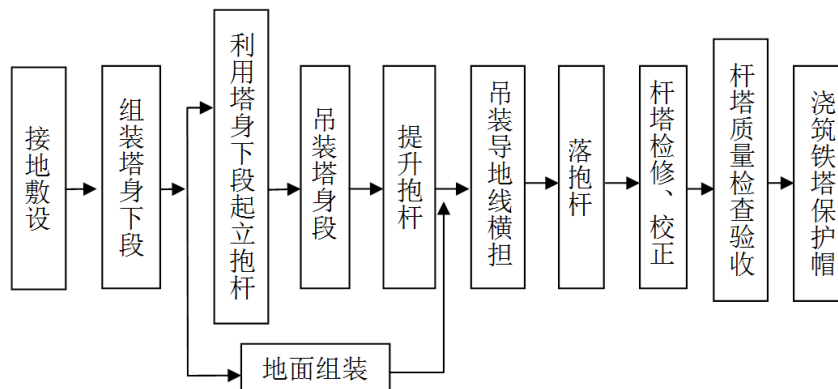 接地敷设
组装塔身下段
利用塔身下段起立抱杆
吊装塔身段
提升抱杆
吊装导地线横担
落抱杆
杆塔检修、校正
杆塔质量检查验收
浇筑铁塔保护帽
地面组装